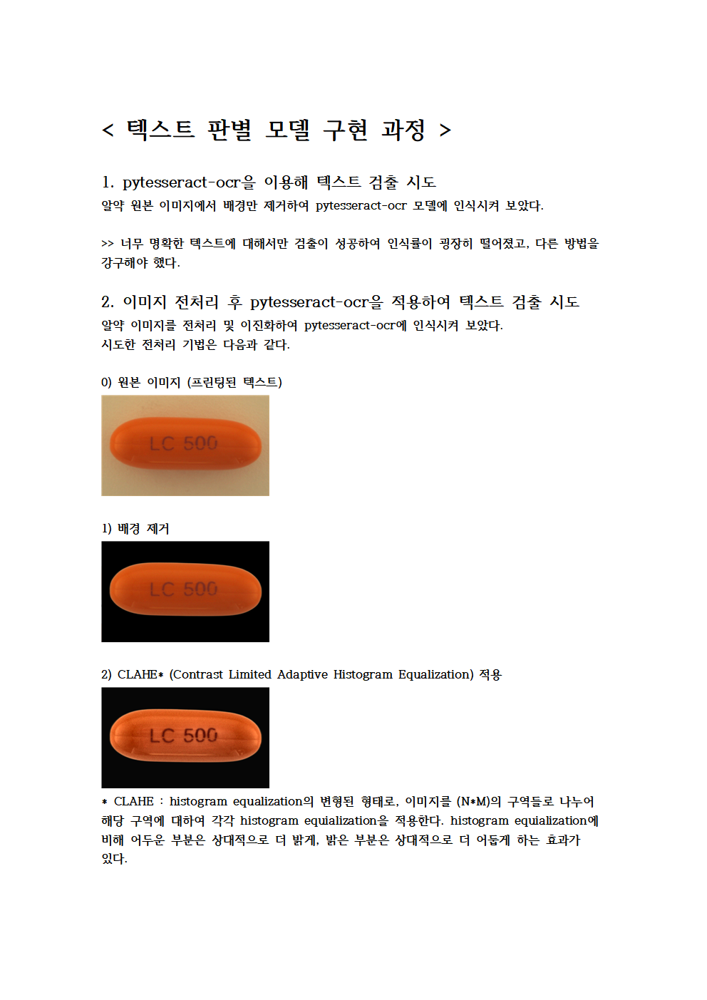 < 텍스트 판별 모델 구현 과정 >
1. pytesseract-ocr을 이용해 텍스트 검출 시도
알약 원본 이미지에서 배경만 제거하여 pytesseract-ocr 모델에 인식시켜 보았다.
>> 너무 명확한 텍스트에 대해서만 검출이 성공하여 인식률이 굉장히 떨어졌고, 다른 방법을
강구해야 했다.
2. 이미지 전처리 후 pytesseract-ocr을 적용하여 텍스트 검출 시도
알약 이미지를 전처리 및 이진화하여 pytesseract-ocr에 인식시켜 보았다.
시도한 전처리 기법은 다음과 같다.
0) 원본 이미지 (프린팅된 텍스트)
LC 500
1) 배경 제거
LC 500
2) CLAHE* (Contrast Limited Adaptive Histogram Equalization) 적용
LC 500
* CLAHE : histogram equalization의 변형된 형태로, 이미지를 (N*M)의 구역들로 나누어
해당 구역에 대하여 각각 histogram equialization을 적용한다. histogram equialization에
비해 어두운 부분은 상대적으로 더 밝게, 밝은 부분은 상대적으로 더 어둡게 하는 효과가
있다.